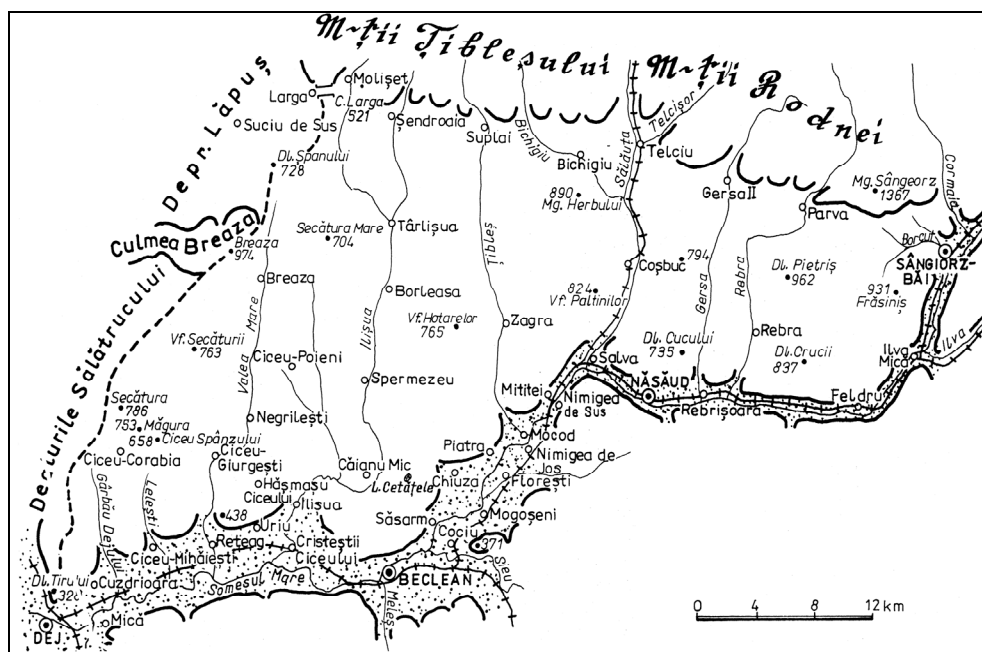 M-ții Țibleșului
M-ții Rodnei
Depr. Lăpuș
Culmea Breaza
Dealurile Sălătrucului
Molișet
Larga
C. Larga
521
Suciu de Sus
Șendroaia
Suplai
Bichigiu
Bichigiu
Telcișor
Telciu
Sălăuța
Dl. Șpanului
728
890
Mg. Herbului
Gersa II
Parva
Mg. Sângeorz
1367
Cormaia
Borcut
SÂNGIORZ-
BĂI
Breaza
974
Secătura Mare
704
Târlișua
Țibleș
Coșbuc
794
Gersa
Rebra
Dl. Pietriș
962
931
Frăsiniș
Breaza
Borleasa
824
Vf. Paltinilor
Vf. Hotarelor
765
Zagra
Rebra
Dl. Cucului
735
Dl. Crucii
837
Ilva
Mică
Ilva
Vf. Secăturii
763
Valea Mare
Ilișua
Ciceu-Poieni
Spermezeu
Salva
NĂSĂUD
Rebrișoara
Feldru
Mititei
Nimigea
de Sus
Secătura
786
753 Măgura
658 Ciceu Spânzului
Negrilești
Mocod
Ciceu-Corabia
Ciceu-
Giurgești
Piatra
Nimigea de
Jos
Căianu Mic
L. Cetățele
Chiuza
Florești
Hășmașu
Ciceului
Ilișua
Gârbău Dejului
Lelești
438
Uriu
Săsarm
Mogoșeni
Cociu
371
Ciceu-Mihăiești
Reteag
Cristeștii
Ciceului
Șieu
Dl. Tirului
320
Cuzdrioara
Someșul Mare
BECLEAN
Meleș
Mica
DEJ
0 4 8 12 km